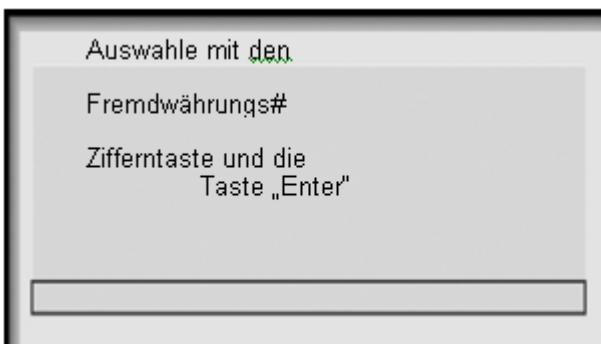 Auswahle mit den
Fremdwährungs#
Zifferntaste und die
Taste „Enter"